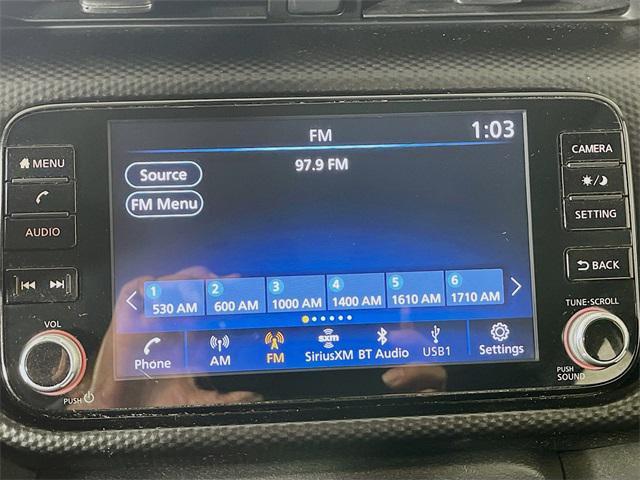 FM
1:03
97.9 FM
MENU
AUDIO
Source
FM Menu
CAMERA
SETTING
BACK
1 2 3 4 5 6
530 AM 600 AM 1000 AM 1400 AM 1610 AM 1710 AM
Phone AM FM SiriusXM BT Audio USB1 Settings
sxm
VOL
PUSH
TUNE·SCROLL
PUSH
SOUND